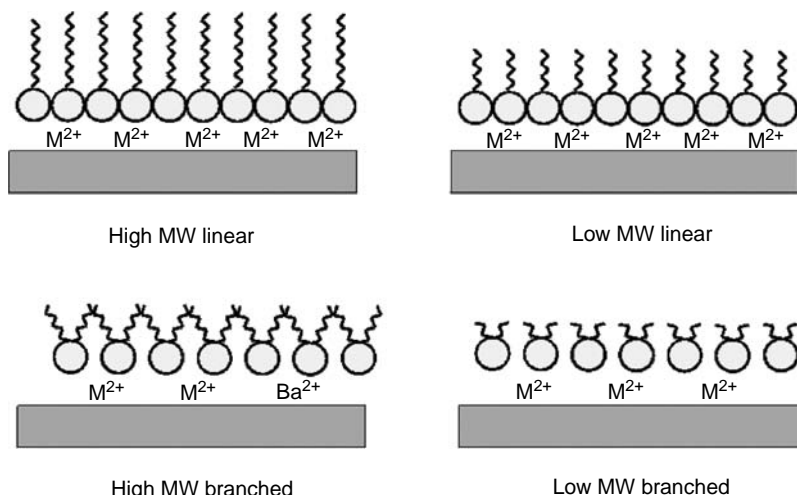 M²⁺ M²⁺ M²⁺ M²⁺ M²⁺
High MW linear
M²⁺ M²⁺ M²⁺ M²⁺ M²⁺
Low MW linear
M²⁺ M²⁺ Ba²⁺
High MW branched
M²⁺ M²⁺ M²⁺
Low MW branched